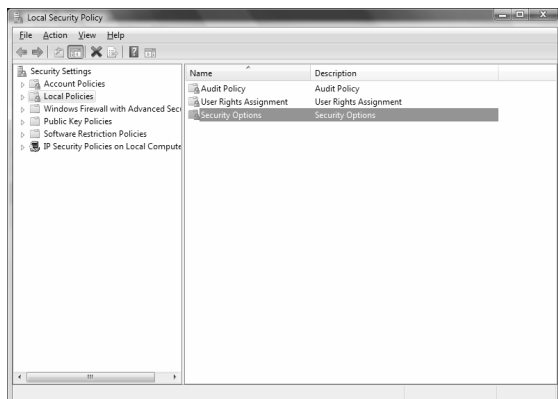 Local Security Policy
File Action View Help
Security Settings
Account Policies
Local Policies
Windows Firewall with Advanced Secu
Public Key Policies
Software Restriction Policies
IP Security Policies on Local Compute
Name Description
Audit Policy Audit Policy
User Rights Assignment User Rights Assignment
Security Options Security Options